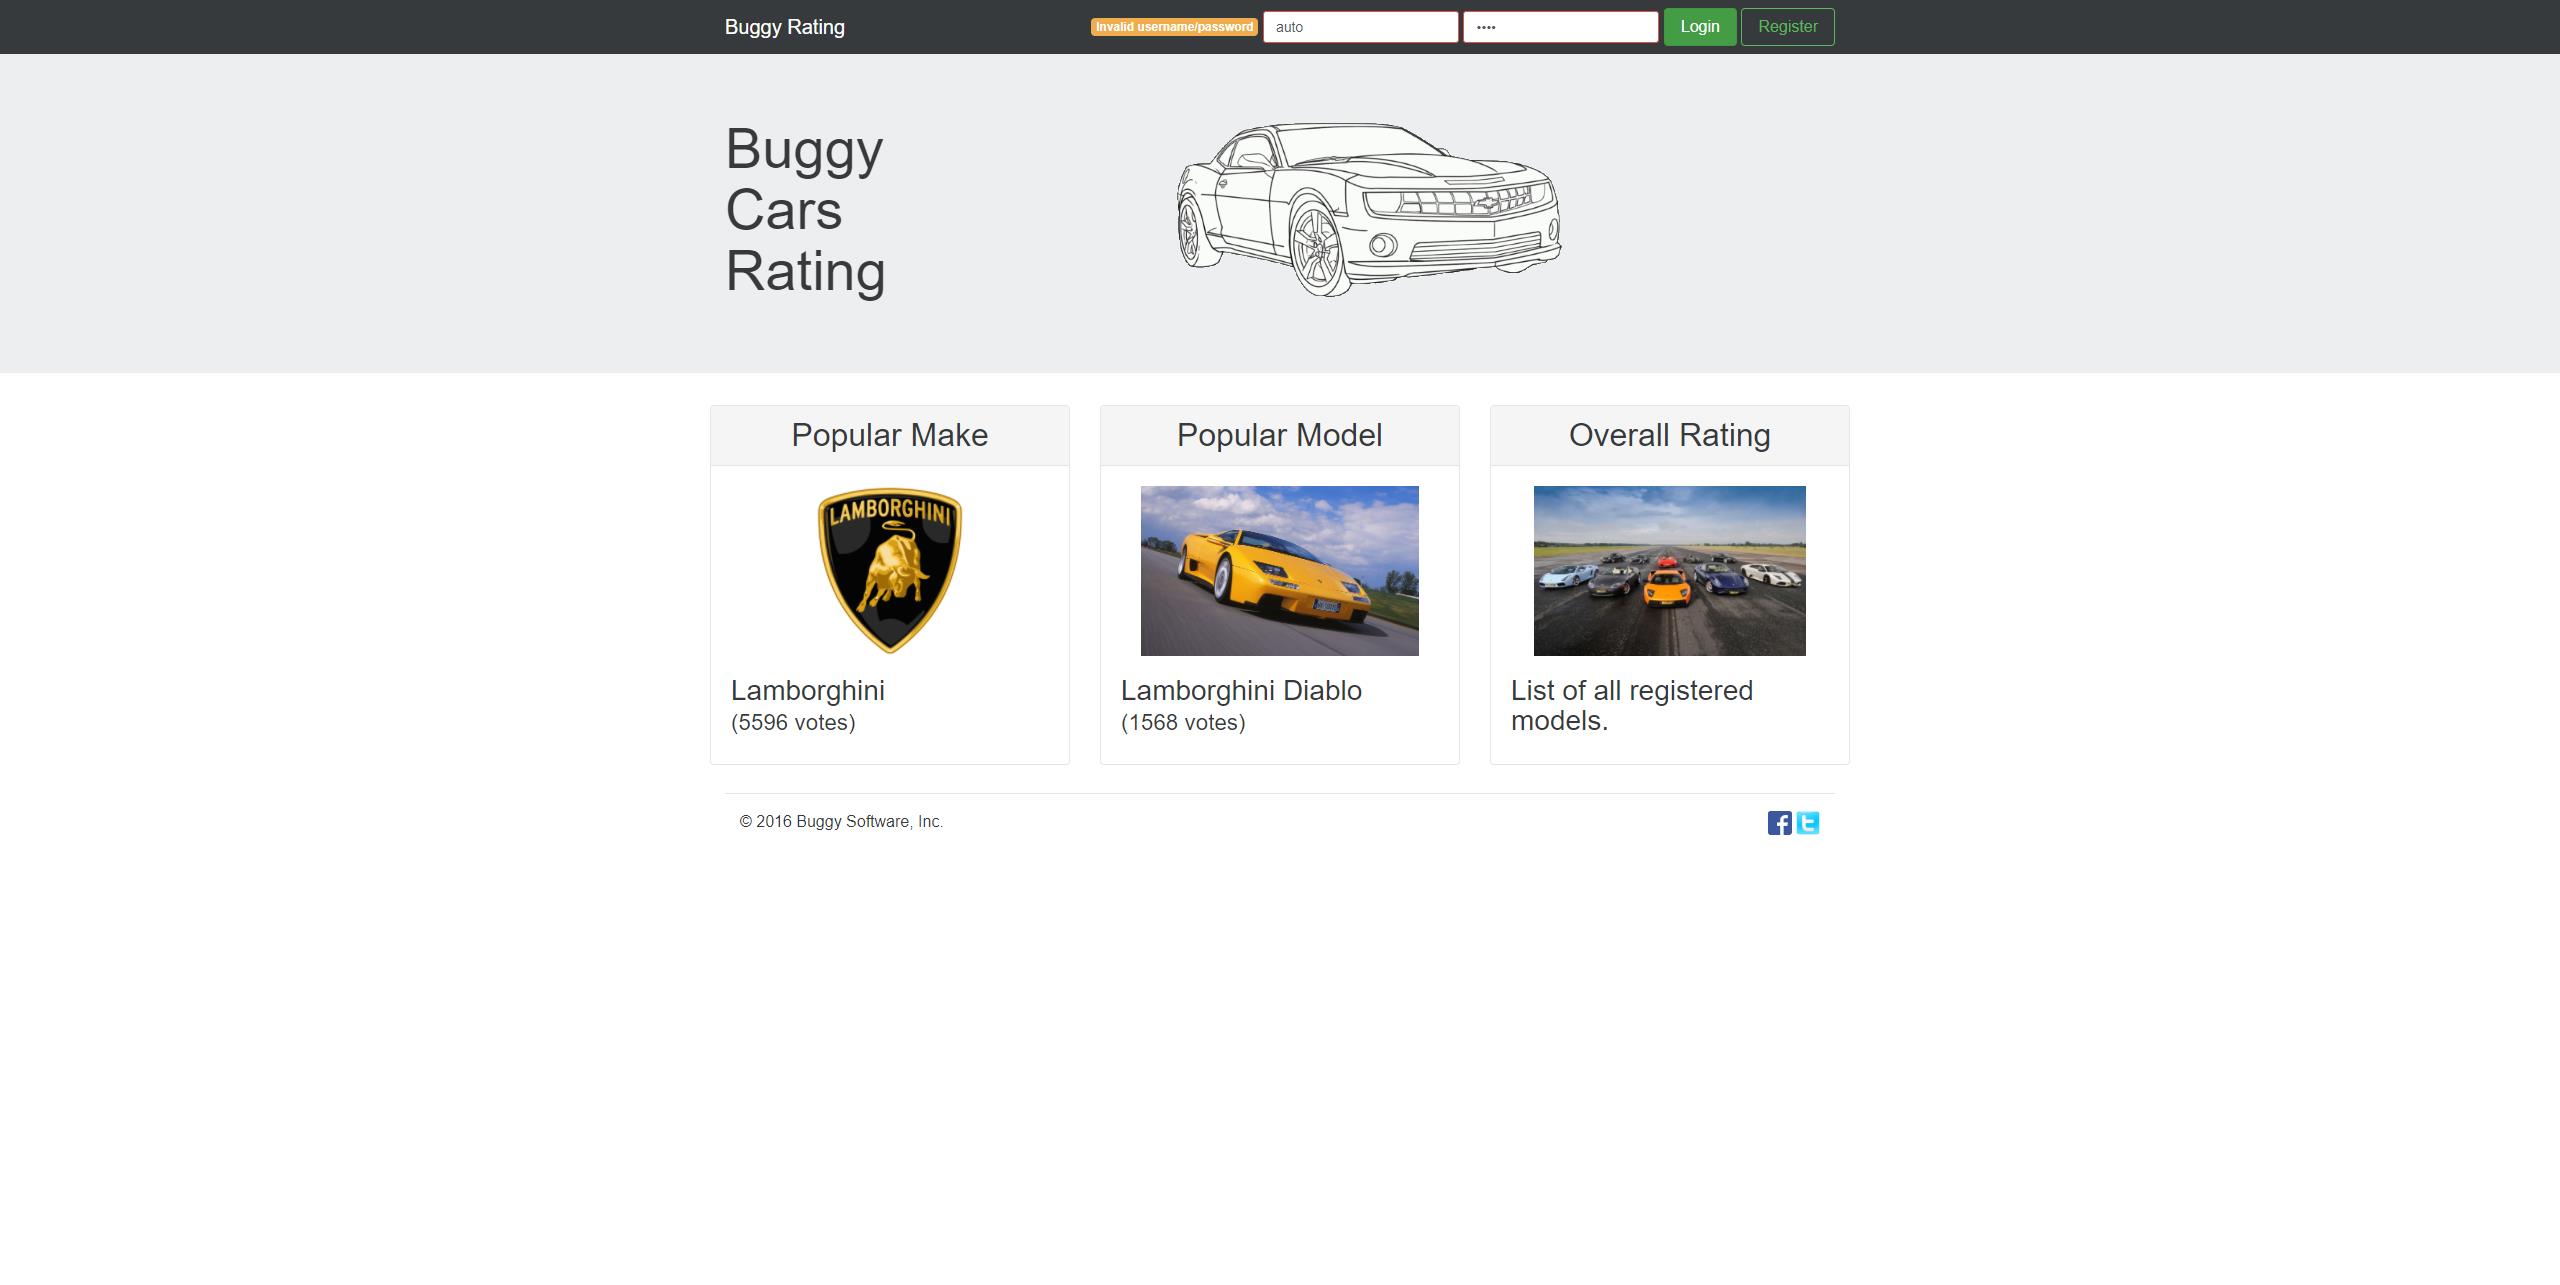 Buggy Rating
Invalid username/password
auto
••••
Login
Register
Buggy
Cars
Rating
Popular Make
LAMBORGHINI
Lamborghini
(5596 votes)
Popular Model
Lamborghini Diablo
(1568 votes)
Overall Rating
List of all registered
models.
© 2016 Buggy Software, Inc.